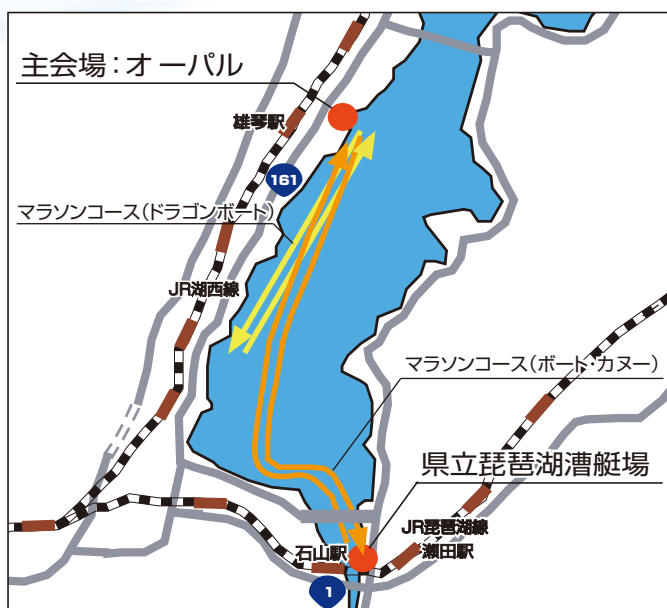 主会場：オーパル
雄琴駅
161
マラソンコース（ドラゴンボート）
JR湖西線
マラソンコース（ボート・カヌー）
県立琵琶湖漕艇場
JR琵琶湖線
瀬田駅
石山駅
1